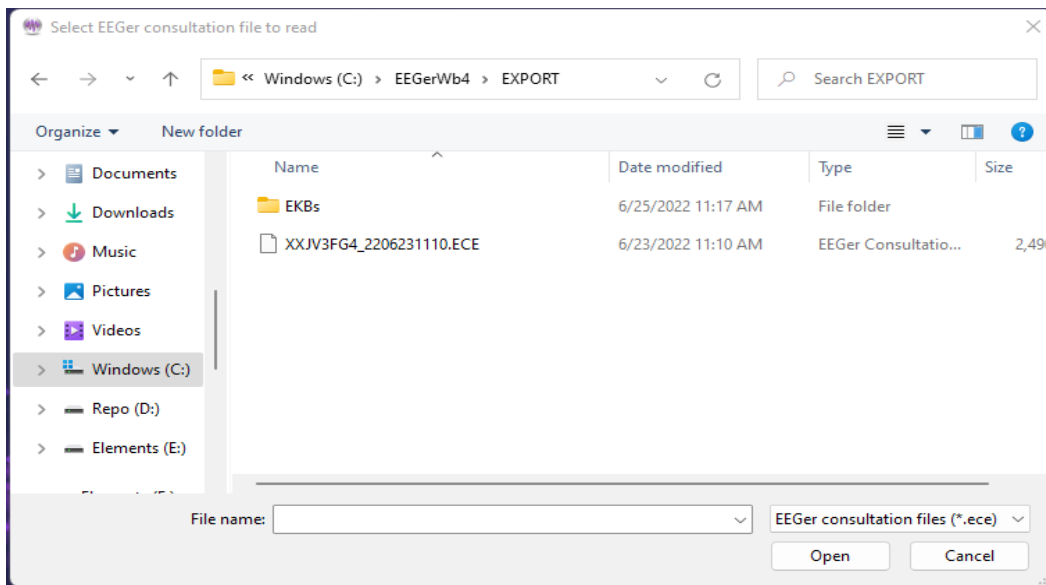 Select EEGer consultation file to read
« Windows (C:) > EEGerWb4 > EXPORT
Search EXPORT
Organize
New folder
Name
Date modified
Type
Size
EKBs
6/25/2022 11:17 AM
File folder
XXJV3FG4_2206231110.ECE
6/23/2022 11:10 AM
EEGer Consultatio...
2,49
Documents
Downloads
Music
Pictures
Videos
Windows (C:)
Repo (D:)
Elements (E:)
File name:
EEGer consultation files (*.ece)
Open
Cancel